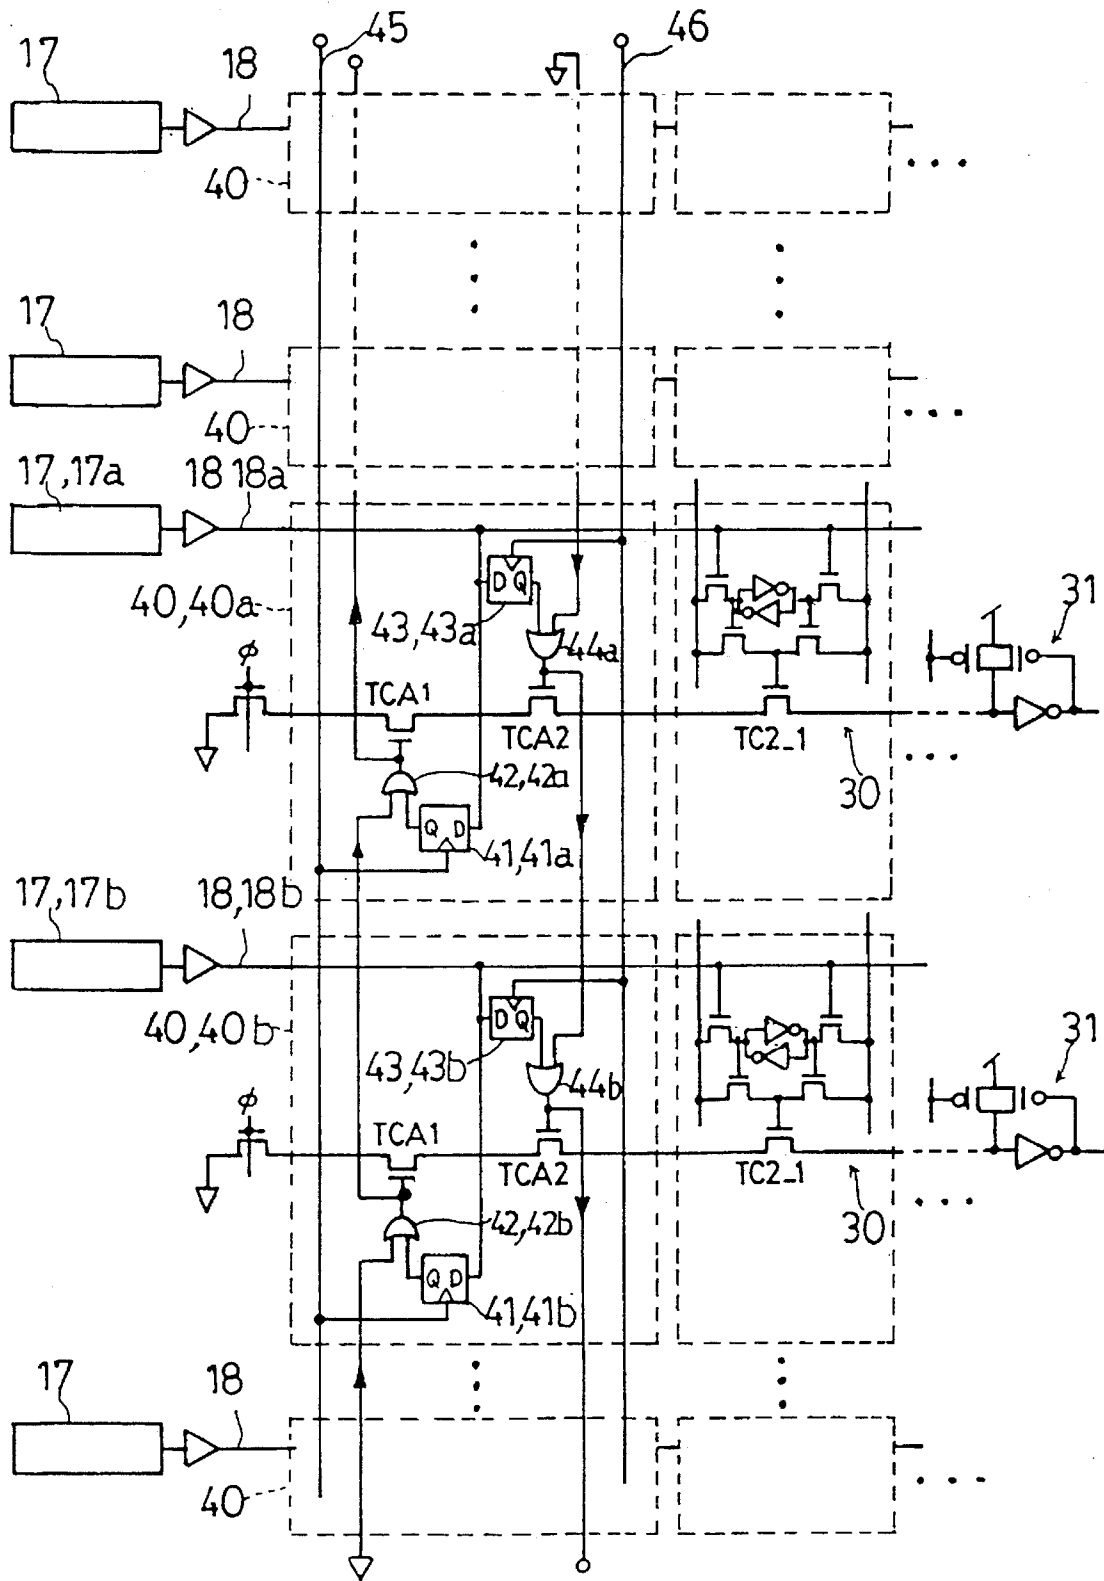 45
46
17
18
40
17
18
40
17,17a
18 18a
D Q
40,40a
43,43a
44a
31
φ
TCA1
TCA2
TC2_1
42,42a
30
Q D
41,41a
17,17b
18,18b
D Q
40,40b
43,43b
44b
31
φ
TCA1
TCA2
TC2_1
42,42b
30
Q D
41,41b
17
18
40